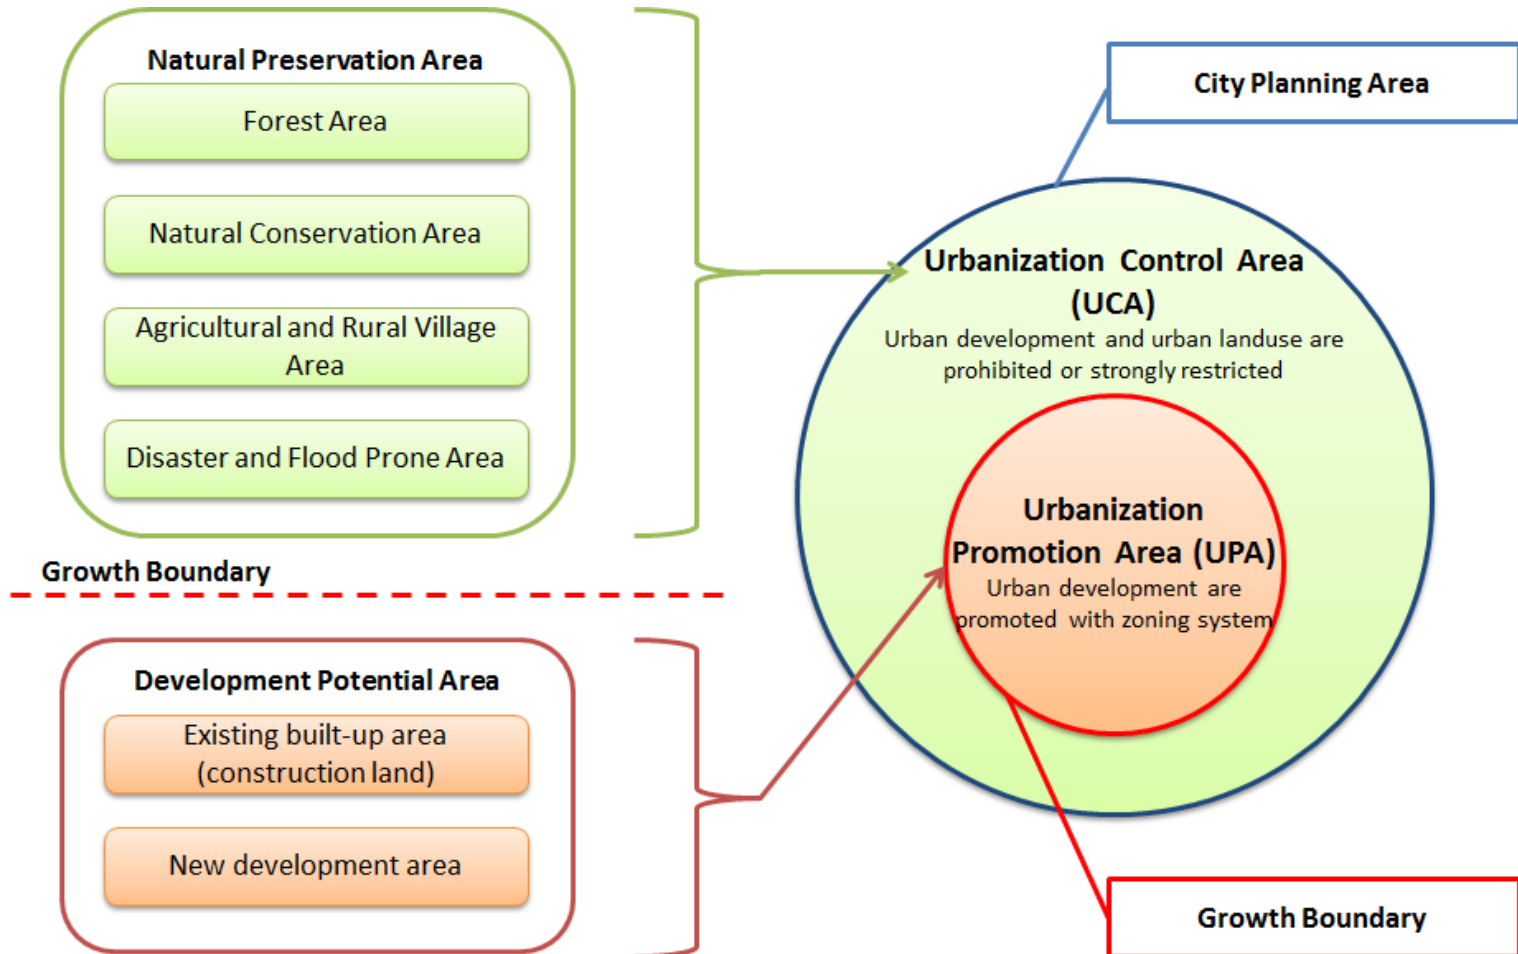 Natural Preservation Area
Forest Area
Natural Conservation Area
Agricultural and Rural Village
Area
Disaster and Flood Prone Area
Growth Boundary
Development Potential Area
Existing built-up area
(construction land)
New development area
City Planning Area
Urbanization Control Area
(UCA)
Urban development and urban landuse are
prohibited or strongly restricted
Urbanization
Promotion Area (UPA)
Urban development are
promoted with zoning system
Growth Boundary